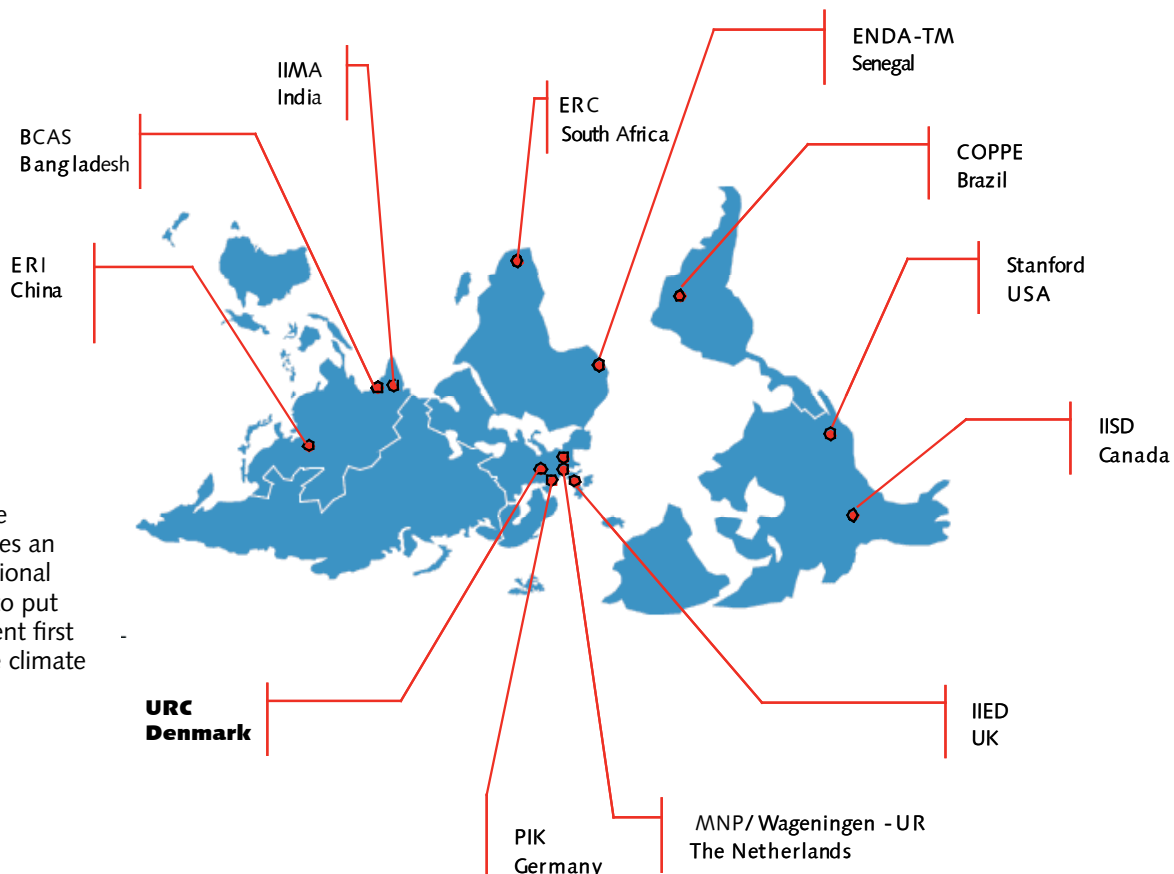 ENDA-TM
Senegal
IIMA
India
ERC
South Africa
BCAS
Bangladesh
COPPE
Brazil
ERI
China
Stanford
USA
IISD
Canada
es an
ional
o put
ent first
climate
-
URC
Denmark
IIED
UK
MNP/Wageningen -UR
The Netherlands
PIK
Germany